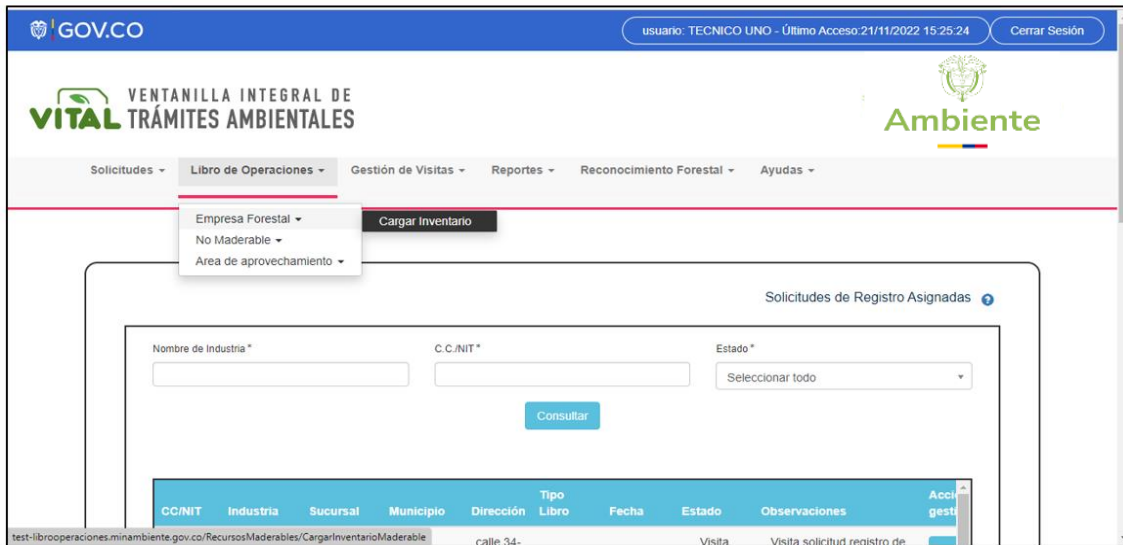 GOV.CO
usuario: TECNICO UNO - Último Acceso:21/11/2022 15:25:24
Cerrar Sesión
VITAL
VENTANILLA INTEGRAL DE
TRÁMITES AMBIENTALES
Ambiente
Solicitudes
Libro de Operaciones
Gestión de Visitas
Reportes
Reconocimiento Forestal
Ayudas
Empresa Forestal
Cargar Inventario
No Maderable
Area de aprovechamiento
Solicitudes de Registro Asignadas
Nombre de Industria *
C.C./NIT *
Estado *
Seleccionar todo
Consultar
CC/NIT
Industria
Sucursal
Municipio
Dirección
Tipo
Libro
Fecha
Estado
Observaciones
test-librooperaciones.minambiente.gov.co/RecursosMaderables/CargarInventarioMaderable
calle 34-
Visita
Visita solicitud registro de